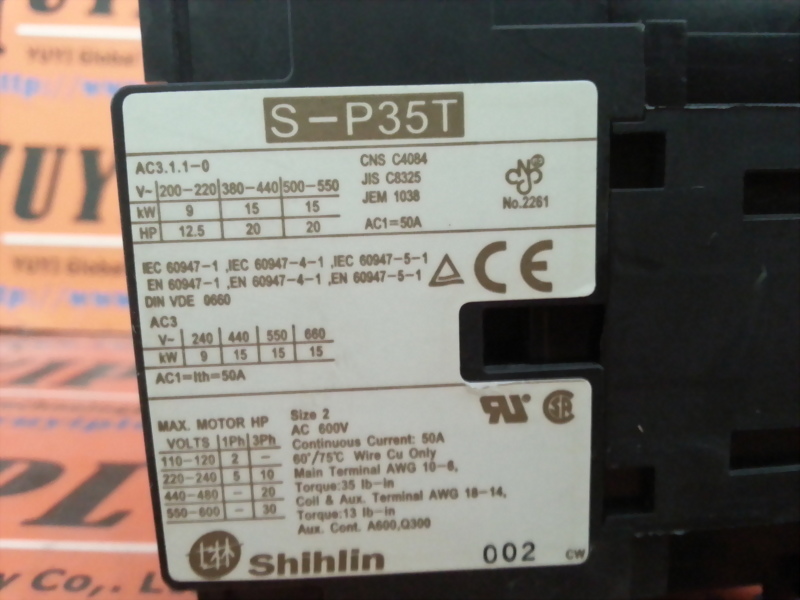 S-P35T
AC3.1.1-0
V~ 200-220 380-440 500-550
kW 9 15 15
HP 12.5 20 20
CNS C4084
JIS C8325
JEM 1038
AC1=50A
No.2261
IEC 60947-1 ,IEC 60947-4-1 ,IEC 60947-5-1
EN 60947-1 ,EN 60947-4-1 ,EN 60947-5-1
DIN VDE 0660
CE
AC3
V~ 240 440 550 660
kW 9 15 15 15
AC1=Ith=50A
MAX. MOTOR HP
VOLTS 1Ph 3Ph
110-120 2 -
220-240 5 10
440-480 - 20
550-600 - 30
Size 2
AC 600V
Continuous Current: 50A
60°/75℃ Wire Cu Only
Main Terminal AWG 10-6,
Torque:35 lb-in
Coil & Aux. Terminal AWG 18-14,
Torque:13 lb-in
Aux. Cont. A600,Q300
Shihlin
002
CW